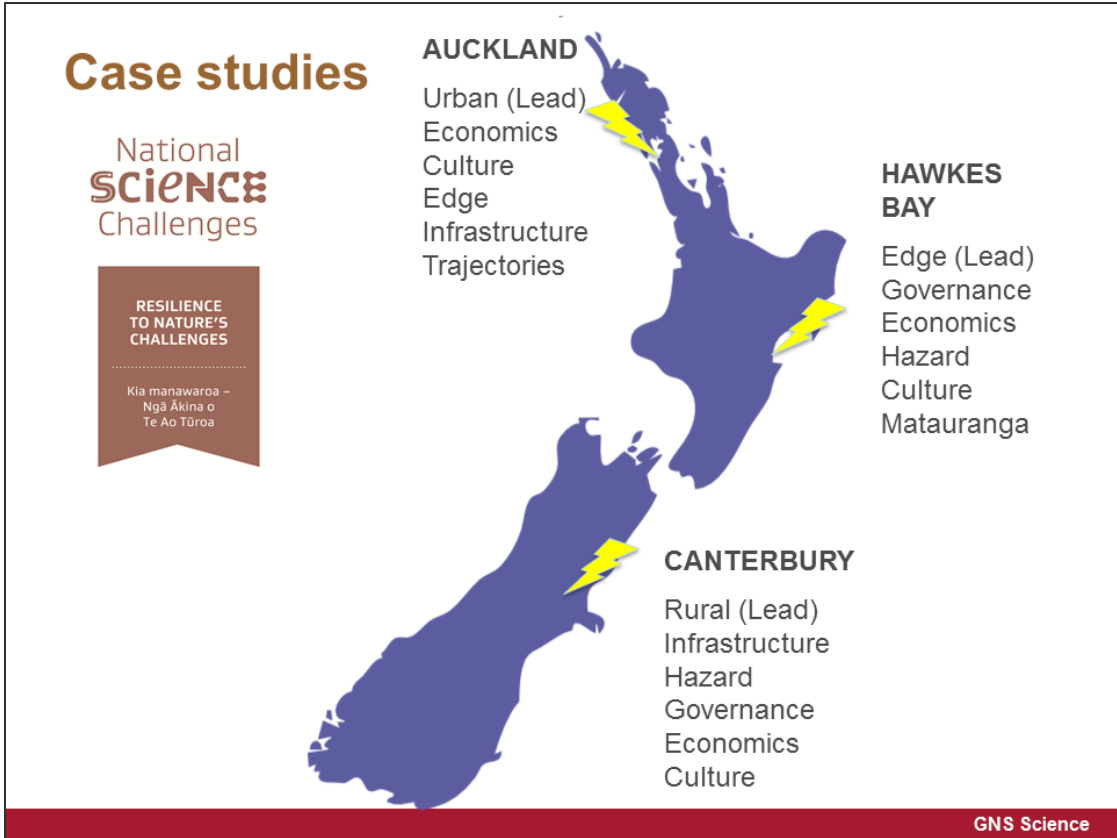 Case studies
National
SCIENCE
Challenges
RESILIENCE
TO NATURE'S
CHALLENGES
Kia manawaroa –
Ngā Ākina o
Te Ao Tūroa
AUCKLAND
Urban (Lead)
Economics
Culture
Edge
Infrastructure
Trajectories
HAWKES
BAY
Edge (Lead)
Governance
Economics
Hazard
Culture
Matauranga
CANTERBURY
Rural (Lead)
Infrastructure
Hazard
Governance
Economics
Culture
GNS Science